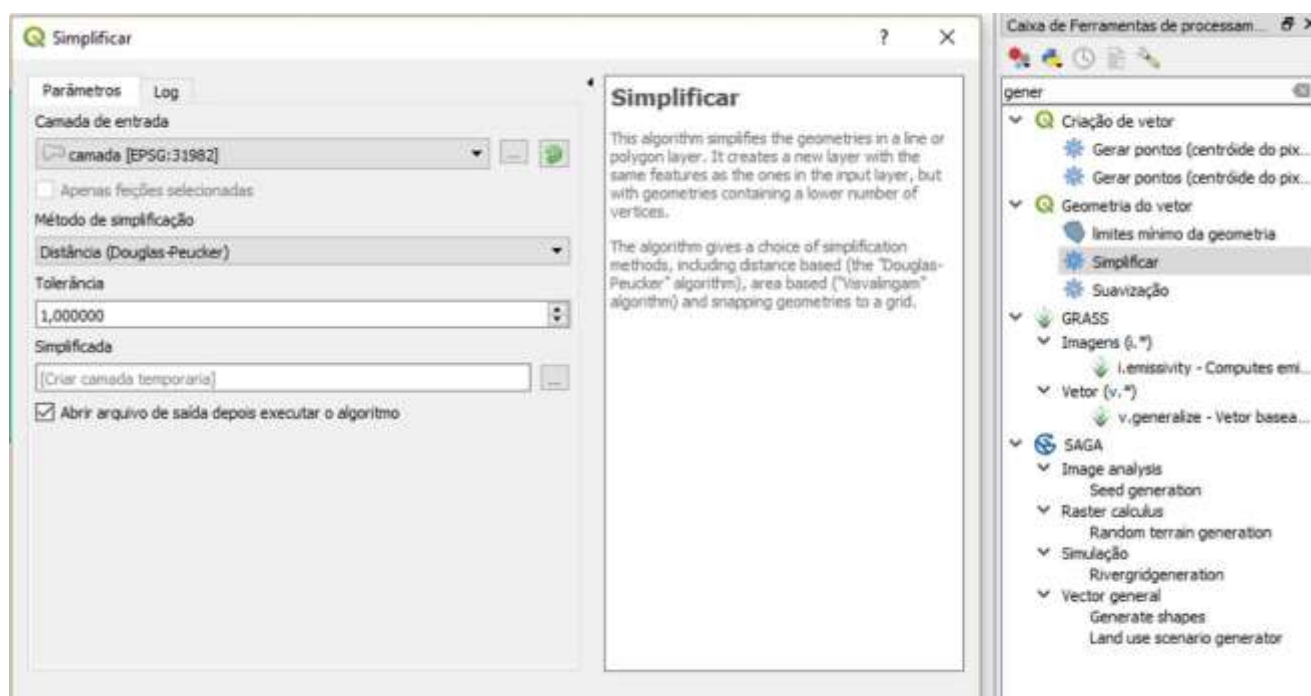 Simplificar
?
Parâmetros
Log
Camada de entrada
camada [EPSG:31982]
...
Apenas feições selecionadas
Método de simplificação
Distância (Douglas-Peucker)
Tolerância
1,000000
Simplificada
[Criar camada temporaria]
...
Abrir arquivo de saída depois executar o algoritmo
Simplificar
This algorithm simplifies the geometries in a line or
polygon layer. It creates a new layer with the
same features as the ones in the input layer, but
with geometries containing a lower number of
vertices.
The algorithm gives a choice of simplification
methods, including distance based (the "Douglas-
Peucker" algorithm), area based ("Visvalingam"
algorithm) and snapping geometries to a grid.
Caixa de Ferramentas de processam...
gener
Criação de vetor
Gerar pontos (centróide do pix...
Gerar pontos (centróide do pix...
Geometria do vetor
limites mínimo da geometria
Simplificar
Suavização
GRASS
Imagens (i.*)
i.emissivity - Computes emi...
Vetor (v.*)
v.generalize - Vetor basea...
SAGA
Image analysis
Seed generation
Raster calculus
Random terrain generation
Simulação
Rivergridgeneration
Vector general
Generate shapes
Land use scenario generator